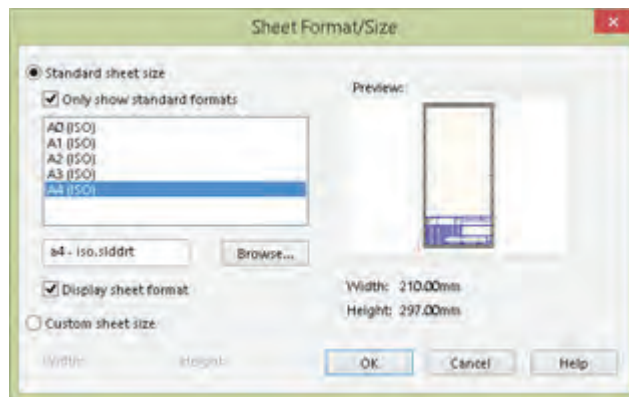 Sheet Format/Size
Standard sheet size
Only show standard formats
A0 (ISO)
A1 (ISO)
A2 (ISO)
A3 (ISO)
A4 (ISO)
a4 - iso.slddrt
Browse...
Display sheet format
Custom sheet size
Width:
Height:
Preview:
Width: 210.00mm
Height: 297.00mm
OK
Cancel
Help